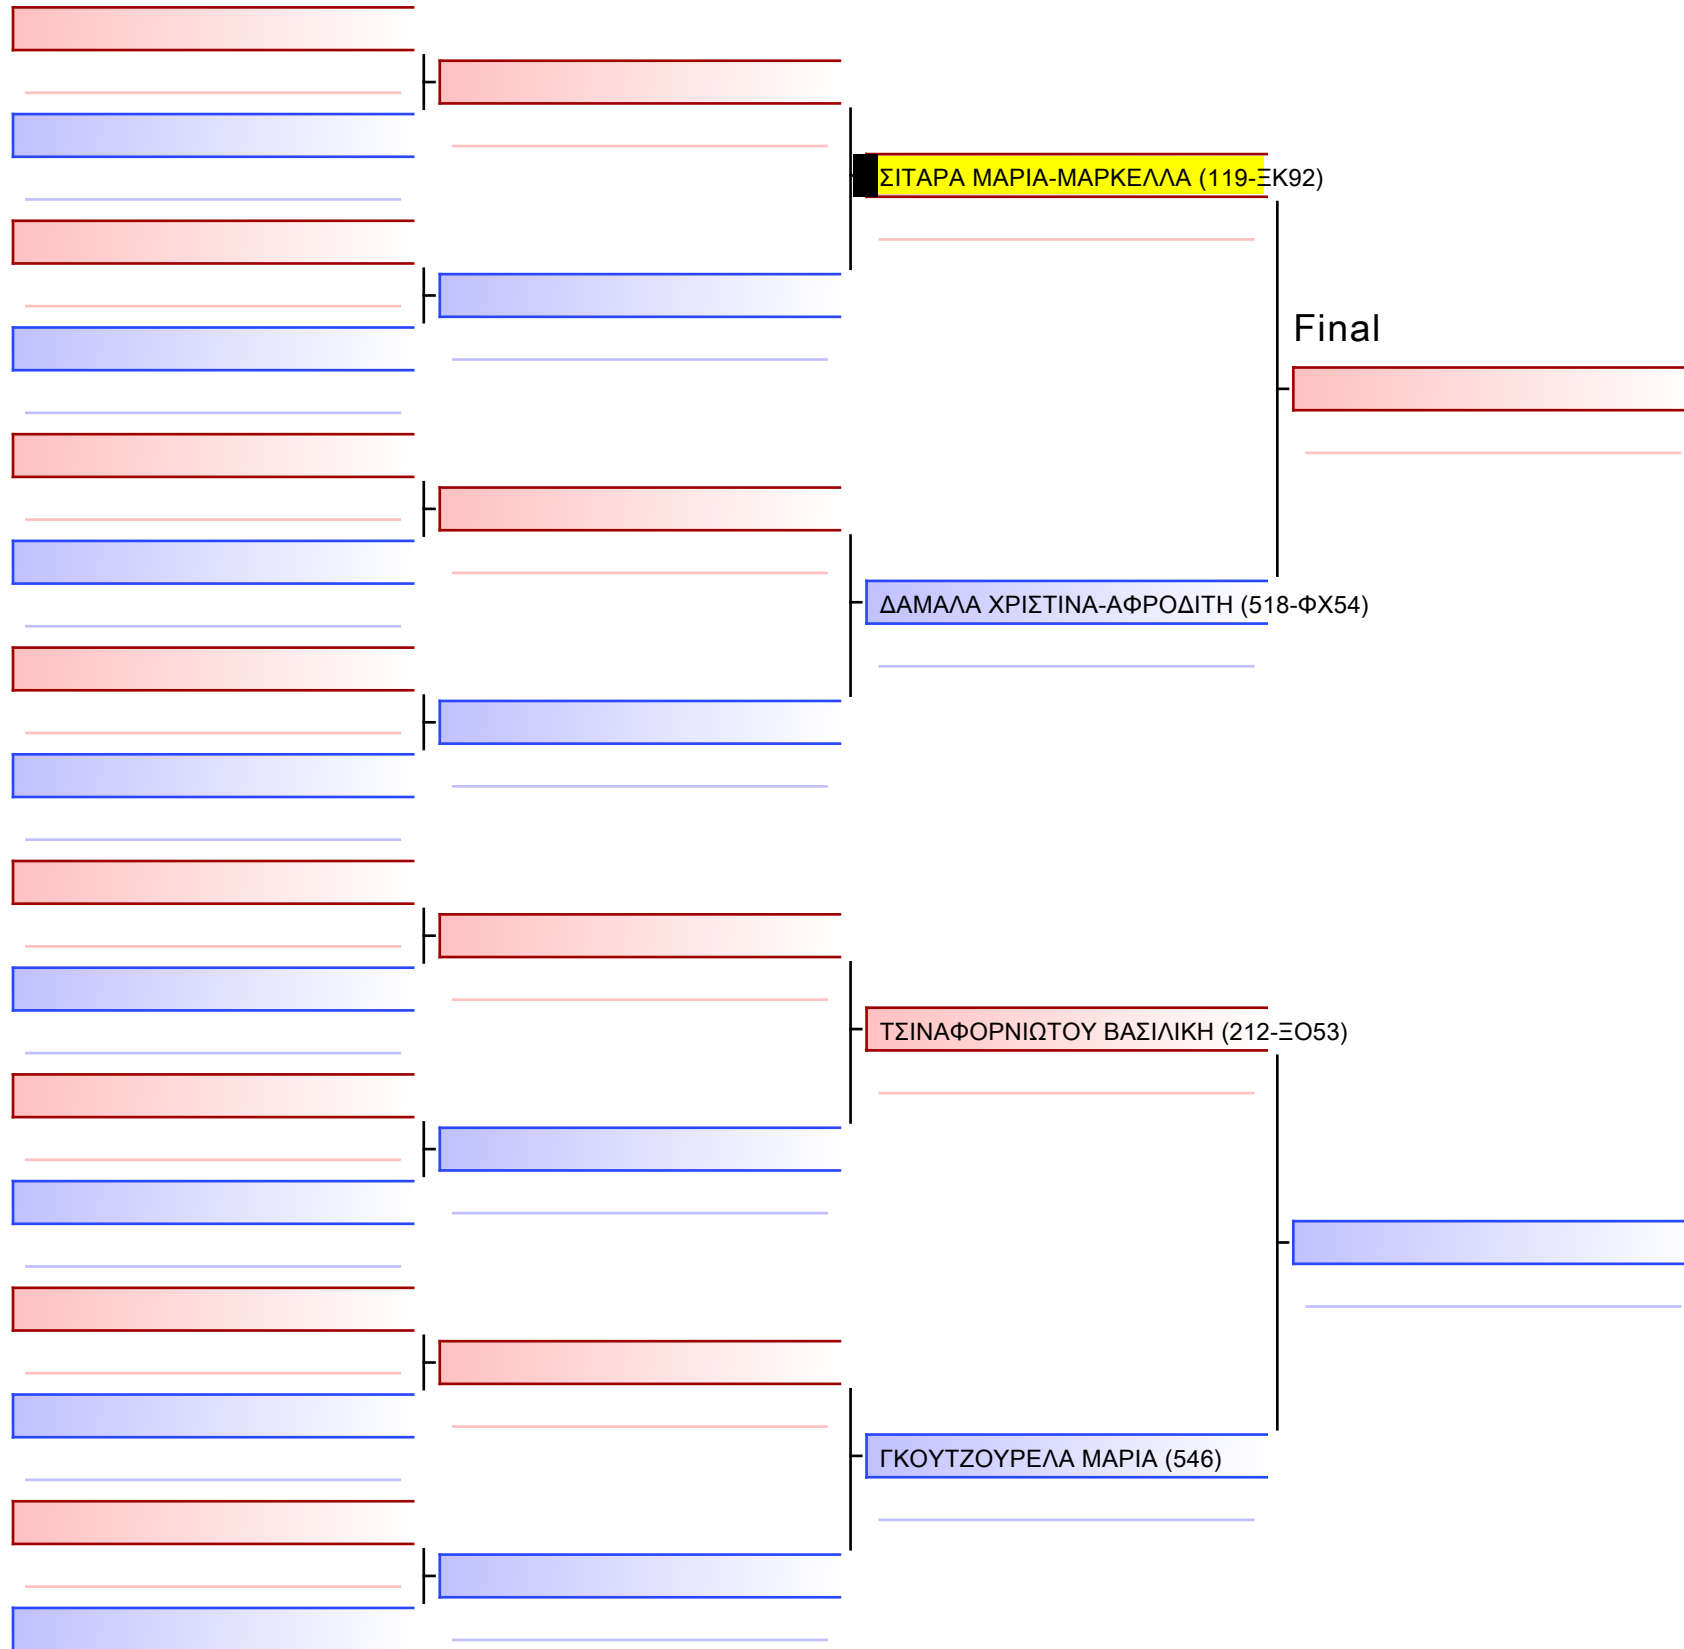 ΣΙΤΑΡΑ ΜΑΡΙΑ-ΜΑΡΚΕΛΛΑ (119-ΞΚ92)
Final
ΔΑΜΑΛΑ ΧΡΙΣΤΙΝΑ-ΑΦΡΟΔΙΤΗ (518-ΦΧ54)
ΤΣΙΝΑΦΟΡΝΙΩΤΟΥ ΒΑΣΙΛΙΚΗ (212-ΞΟ53)
ΓΚΟΥΤΖΟΥΡΕΛΑ ΜΑΡΙΑ (546)